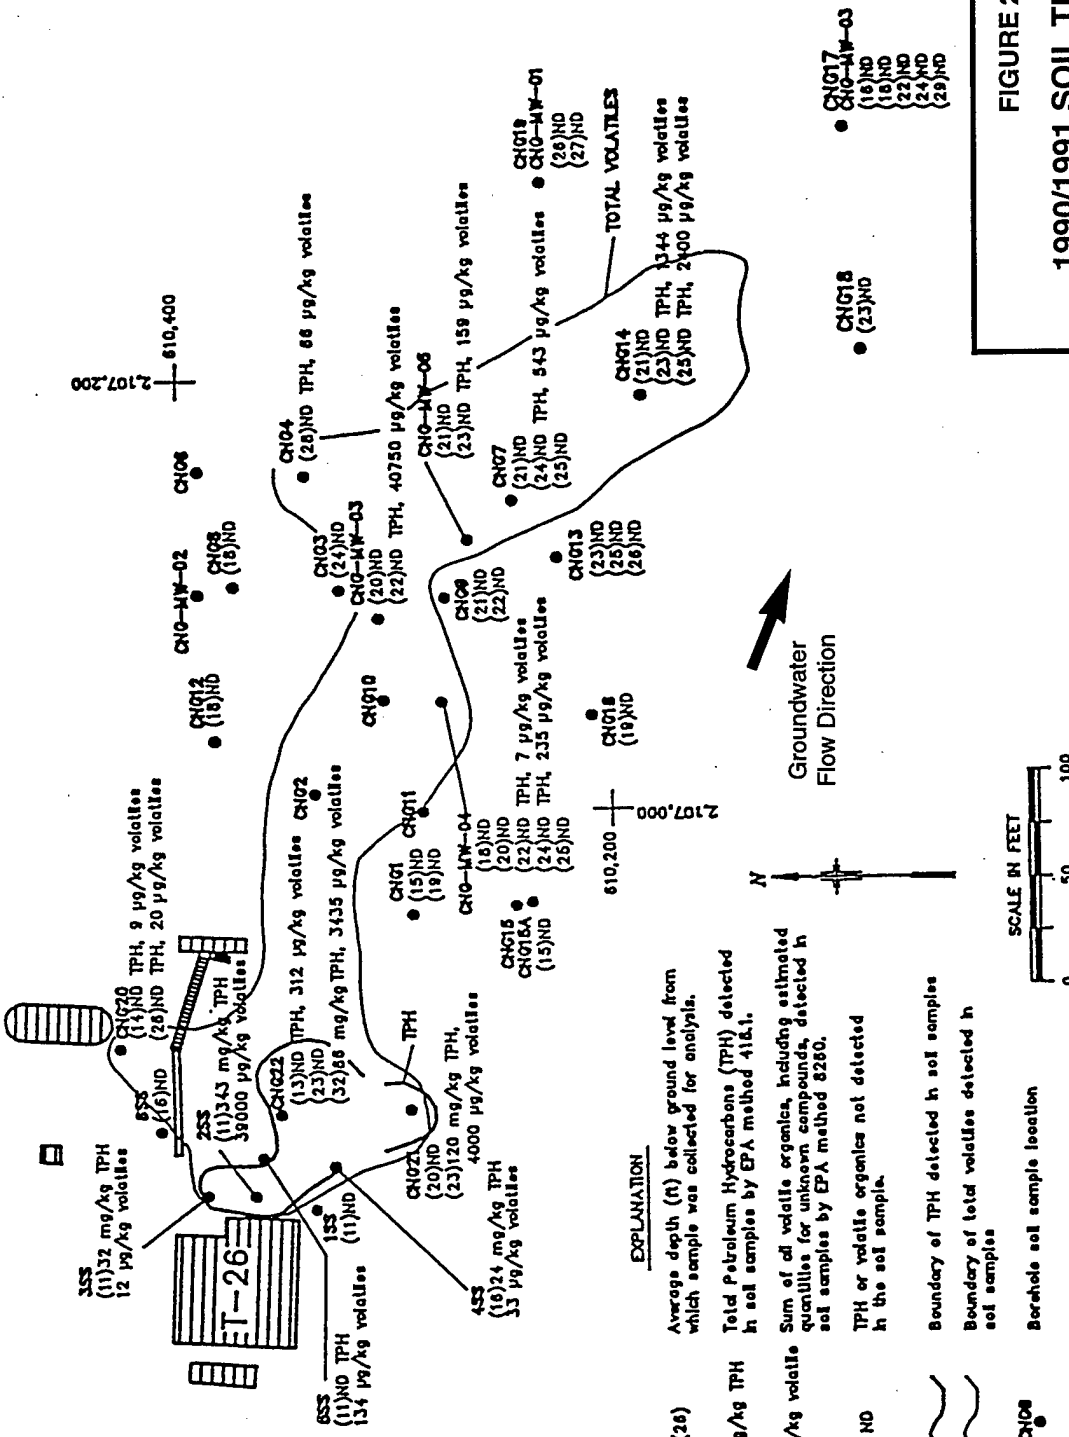 FIGURE 2
1990/1991 SOIL T
CNG17
CNG-MW-03
(16)ND
(18)ND
(22)ND
(24)ND
(29)ND
CNG18
(23)ND
CNG19
CNG-MW-01
(26)ND
(27)ND
TOTAL VOLATILES
610,400
2,107,200
CNG6
CNG4
(28)ND TPH, 66 µg/kg volatiles
CNG-MW-02
CNG5
(18)ND
CNG3
(24)ND
CNG-MW-03
(20)ND
(22)ND TPH, 40750 µg/kg volatiles
CNG-MW-05
(21)ND
(23)ND TPH, 159 µg/kg volatiles
CNG7
(21)ND
(24)ND TPH, 543 µg/kg volatiles
(25)ND
CNG14
(21)ND
(23)ND TPH, 1344 µg/kg volatiles
(25)ND TPH, 2400 µg/kg volatiles
CNG13
(23)ND
(25)ND
(26)ND
CNG9
(21)ND
(22)ND
CNG12
(18)ND
CNG10
CNG2
CNG11
CNG1
(15)ND
(19)ND
CNG-MW-04
(18)ND
(20)ND
(22)ND TPH, 7 µg/kg volatiles
(24)ND TPH, 235 µg/kg volatiles
(26)ND
CNG15
CNG15A
(15)ND
CNG16
(19)ND
610,200
2,107,000
Groundwater
Flow Direction
CNG20
(14)ND TPH, 9 µg/kg volatiles
(26)ND TPH, 20 µg/kg volatiles
(16)ND
2SS
(11)343 mg/kg TPH
39000 µg/kg volatiles
CNG22
(13)ND TPH, 312 µg/kg volatiles
(23)ND
(32)86 mg/kg TPH, 3435 µg/kg volatiles
TPH
CNG21
(20)ND
(23)120 mg/kg TPH,
4000 µg/kg volatiles
3SS
(11)32 mg/kg TPH
12 µg/kg volatiles
T-26
1SS
(11)ND
4SS
(16)24 mg/kg TPH
33 µg/kg volatiles
6SS
(11)ND TPH
134 µg/kg volatiles
N
SCALE IN FEET
0 50 100
EXPLANATION
(26) Average depth (ft) below ground level from
which sample was collected for analysis.
g/kg TPH Total Petroleum Hydrocarbons (TPH) detected
in soil samples by EPA method 418.1.
/kg volatile Sum of all volatile organics, including estimated
quantities for unknown compounds, detected in
soil samples by EPA method 8260.
ND TPH or volatile organics not detected
in the soil sample.
Boundary of TPH detected in soil samples
Boundary of total volatiles detected in
soil samples
CNG9 Borehole soil sample location